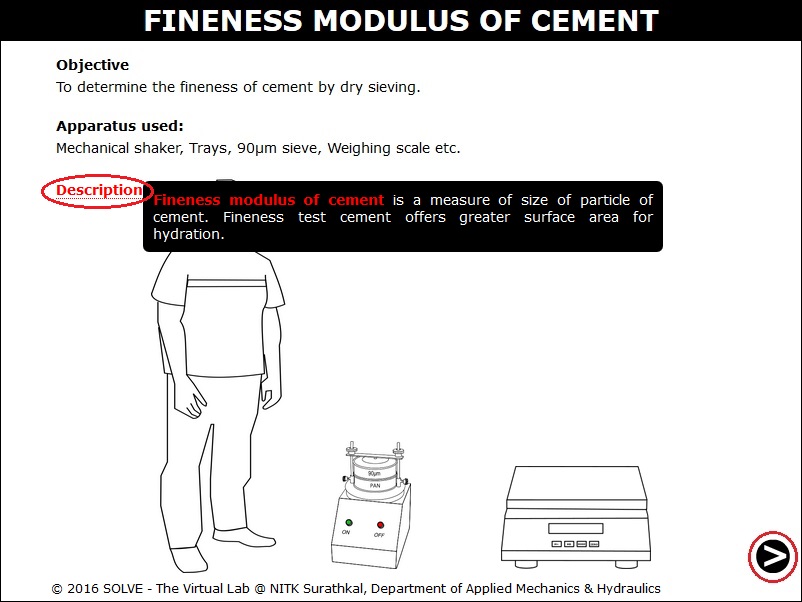 FINENESS MODULUS OF CEMENT
Objective
To determine the fineness of cement by dry sieving.
Apparatus used:
Mechanical shaker, Trays, 90µm sieve, Weighing scale etc.
Description
Fineness modulus of cement is a measure of size of particle of
cement. Fineness test cement offers greater surface area for
hydration.
90µm
PAN
ON
OFF
>
© 2016 SOLVE - The Virtual Lab @ NITK Surathkal, Department of Applied Mechanics & Hydraulics